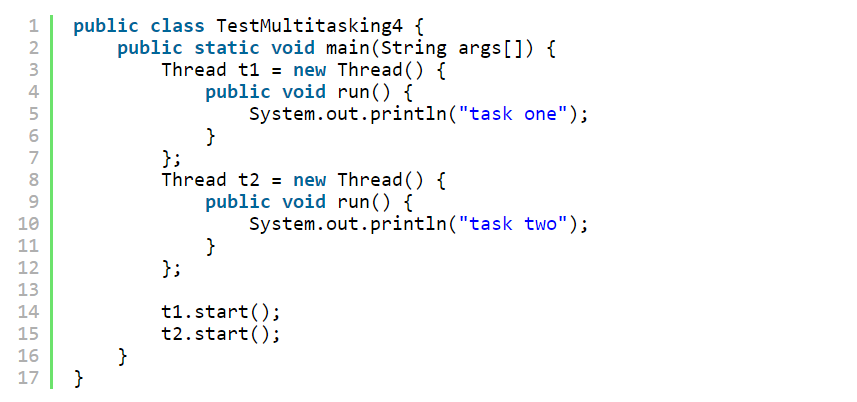 1 public class TestMultitasking4 {
2     public static void main(String args[]) {
3         Thread t1 = new Thread() {
4             public void run() {
5                 System.out.println("task one");
6             }
7         };
8         Thread t2 = new Thread() {
9             public void run() {
10                 System.out.println("task two");
11             }
12         };
13
14         t1.start();
15         t2.start();
16     }
17 }